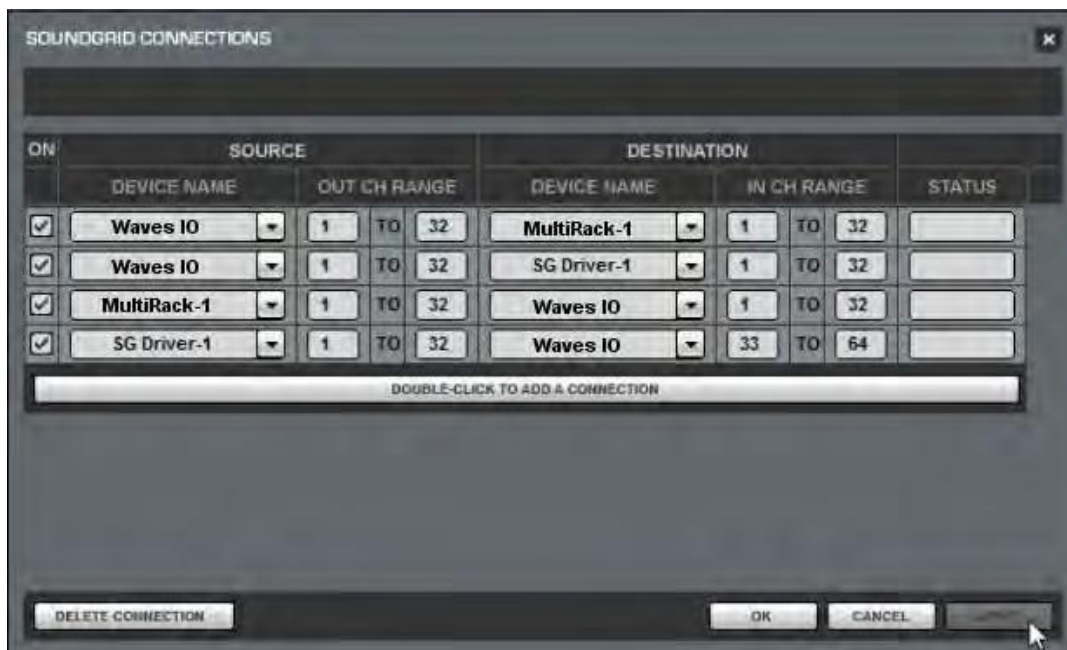 SOUNDGRID CONNECTIONS
ON SOURCE DESTINATION
DEVICE NAME OUT CH RANGE DEVICE NAME IN CH RANGE STATUS
Waves IO 1 TO 32 MultiRack-1 1 TO 32
Waves IO 1 TO 32 SG Driver-1 1 TO 32
MultiRack-1 1 TO 32 Waves IO 1 TO 32
SG Driver-1 1 TO 32 Waves IO 33 TO 64
DOUBLE-CLICK TO ADD A CONNECTION
DELETE CONNECTION OK CANCEL